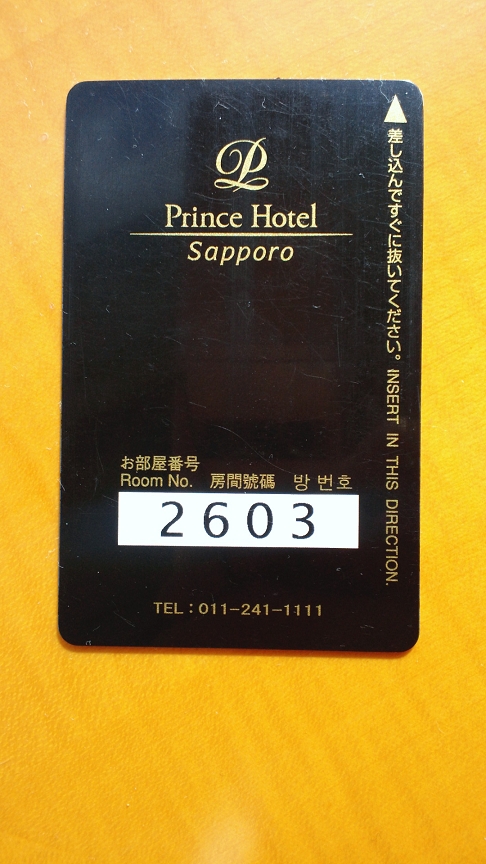 P
Prince Hotel
Sapporo
お部屋番号
Room No. 房間號碼 방 번호
2603
TEL : 011-241-1111
差し込んですぐに抜いてください。 INSERT IN THIS DIRECTION.